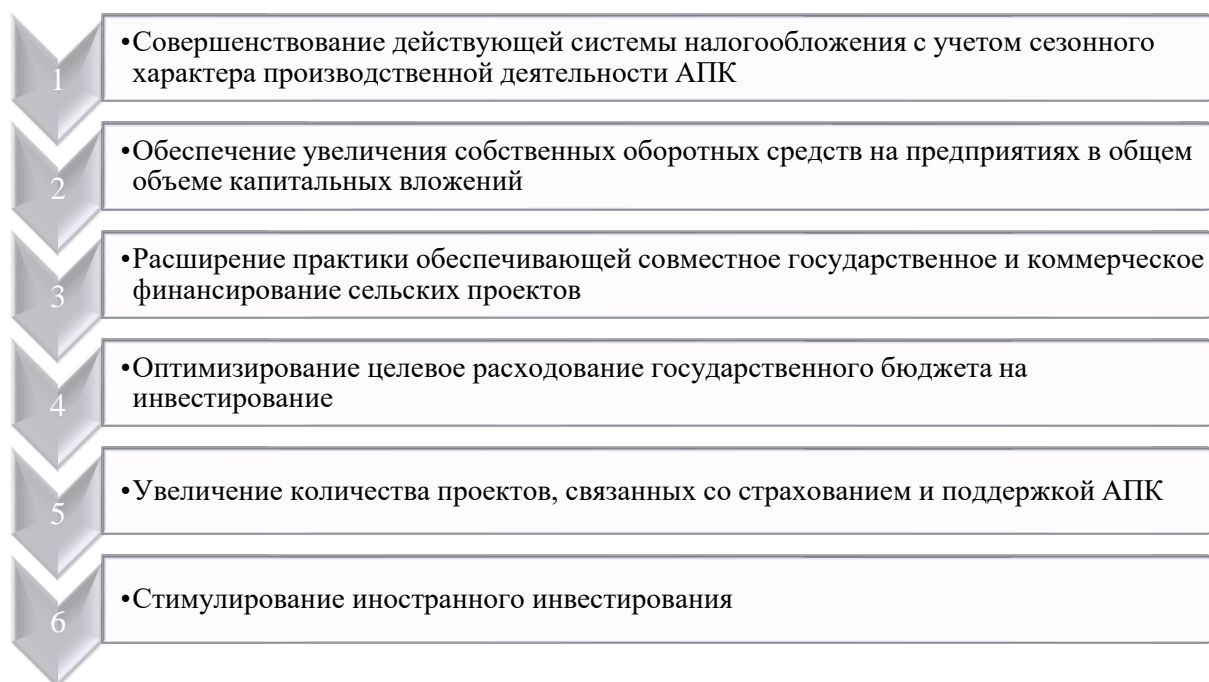 1
•Совершенствование действующей системы налогообложения с учетом сезонного
характера производственной деятельности АПК
2
•Обеспечение увеличения собственных оборотных средств на предприятиях в общем
объеме капитальных вложений
3
•Расширение практики обеспечивающей совместное государственное и коммерческое
финансирование сельских проектов
4
•Оптимизирование целевое расходование государственного бюджета на
инвестирование
5
•Увеличение количества проектов, связанных со страхованием и поддержкой АПК
6
•Стимулирование иностранного инвестирования